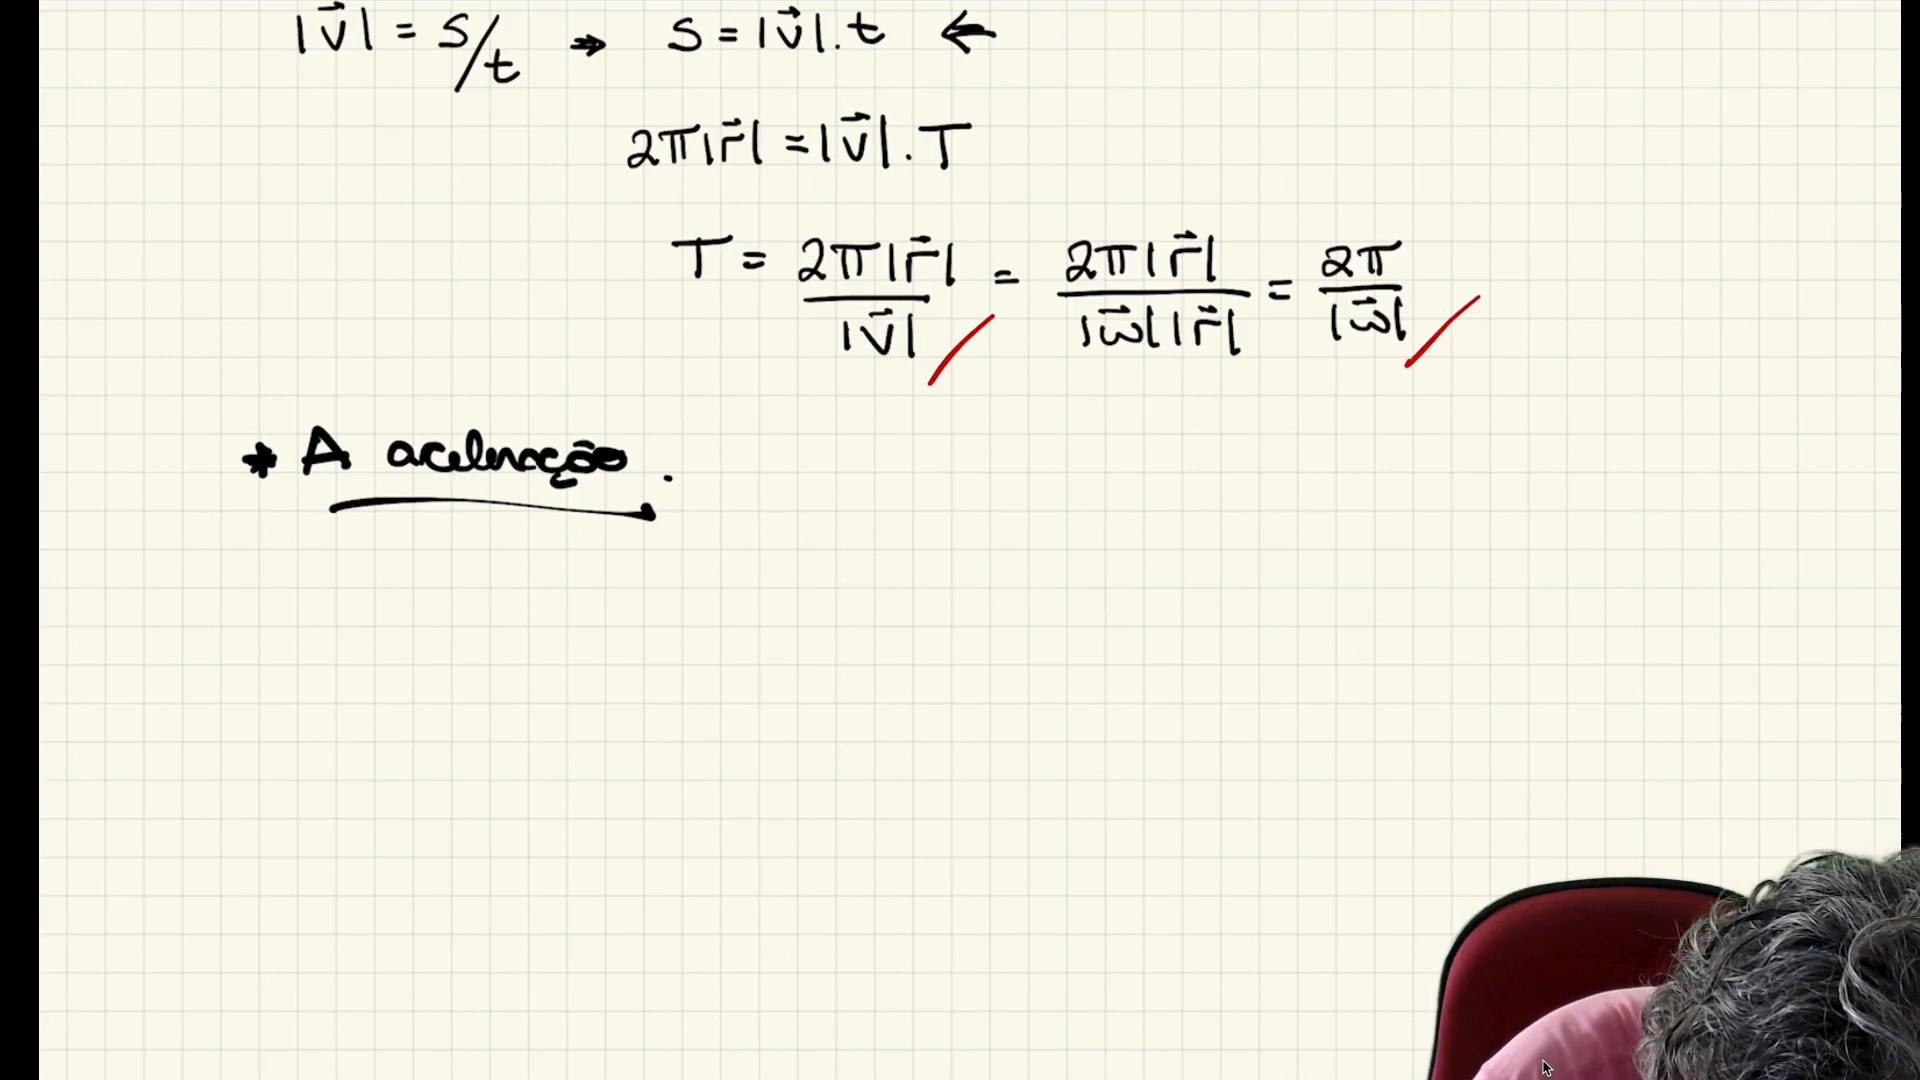 |v⃗| = S/t ⇒ S = |v⃗|.t ←
2π|r⃗| = |v⃗|.T
T = 2π|r⃗| / |v⃗| = 2π|r⃗| / |ω⃗||r⃗| = 2π / |ω⃗|
* A aceleração.